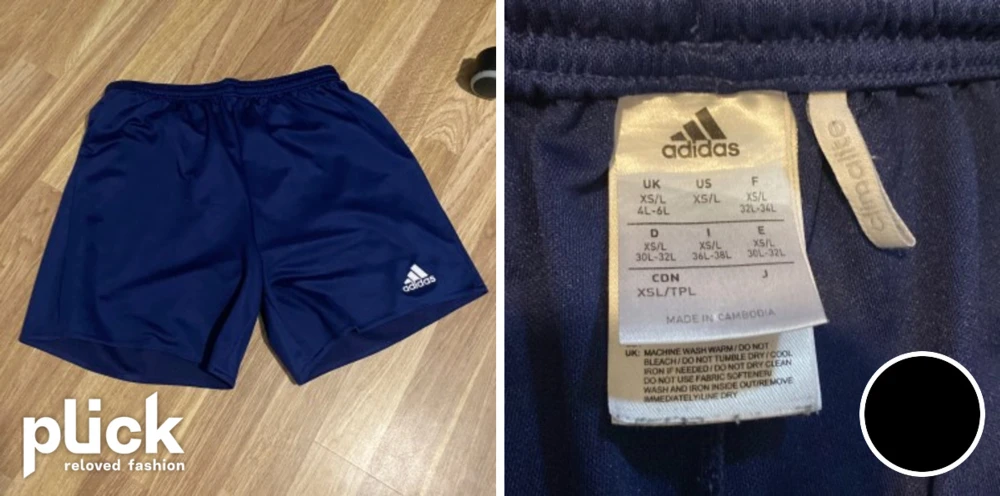 adidas
plick
reloved fashion
adidas
UK US F
XS/L XS/L XS/L
4L-6L 32L-34L
D I E
XS/L XS/L XS/L
30L-32L 36L-38L 30L-32L
CDN J
XSL/TPL
MADE IN CAMBODIA
UK: MACHINE WASH WARM / DO NOT
BLEACH / DO NOT TUMBLE DRY / COOL
IRON IF NEEDED / DO NOT DRY CLEAN
DO NOT USE FABRIC SOFTENER/
WASH AND IRON INSIDE OUT/REMOVE
IMMEDIATELY/LINE DRY
climalite